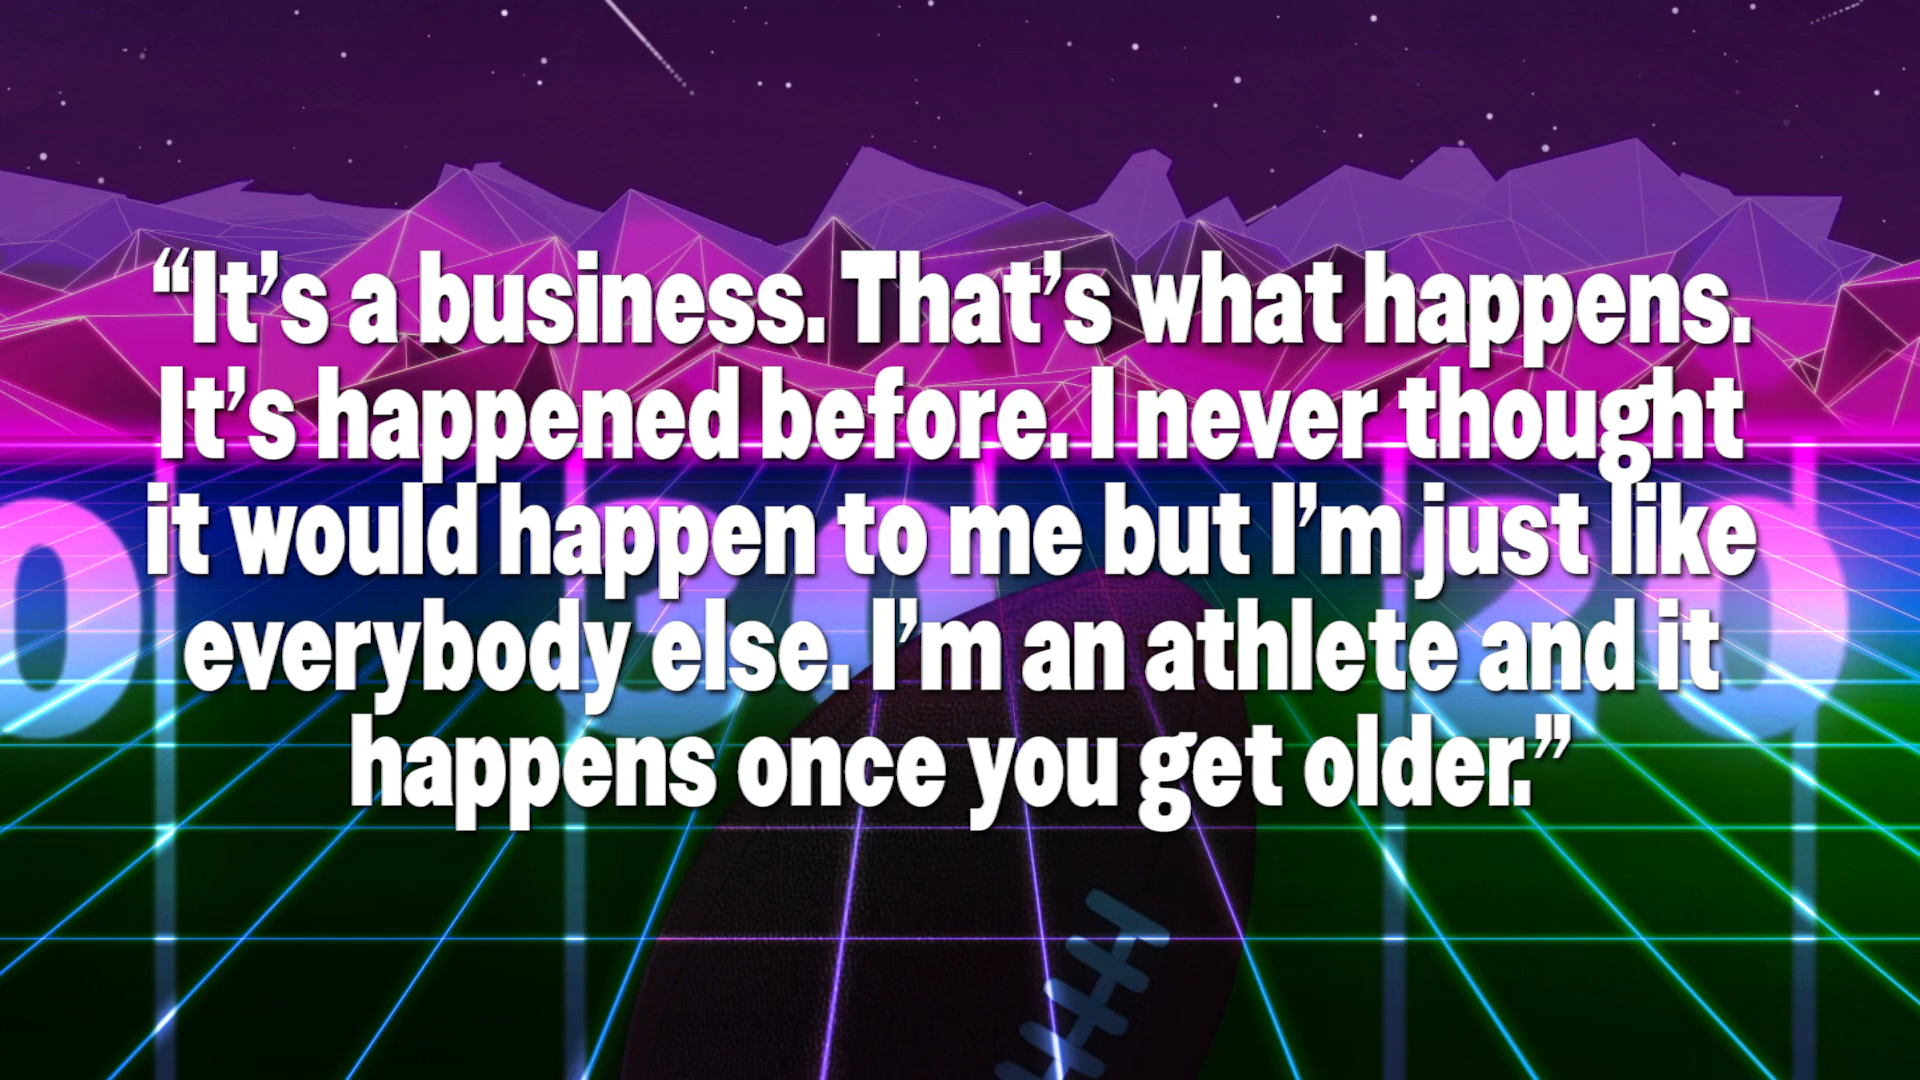 “It’s a business. That’s what happens.
It’s happened before. I never thought
it would happen to me but I’m just like
everybody else. I’m an athlete and it
happens once you get older.”